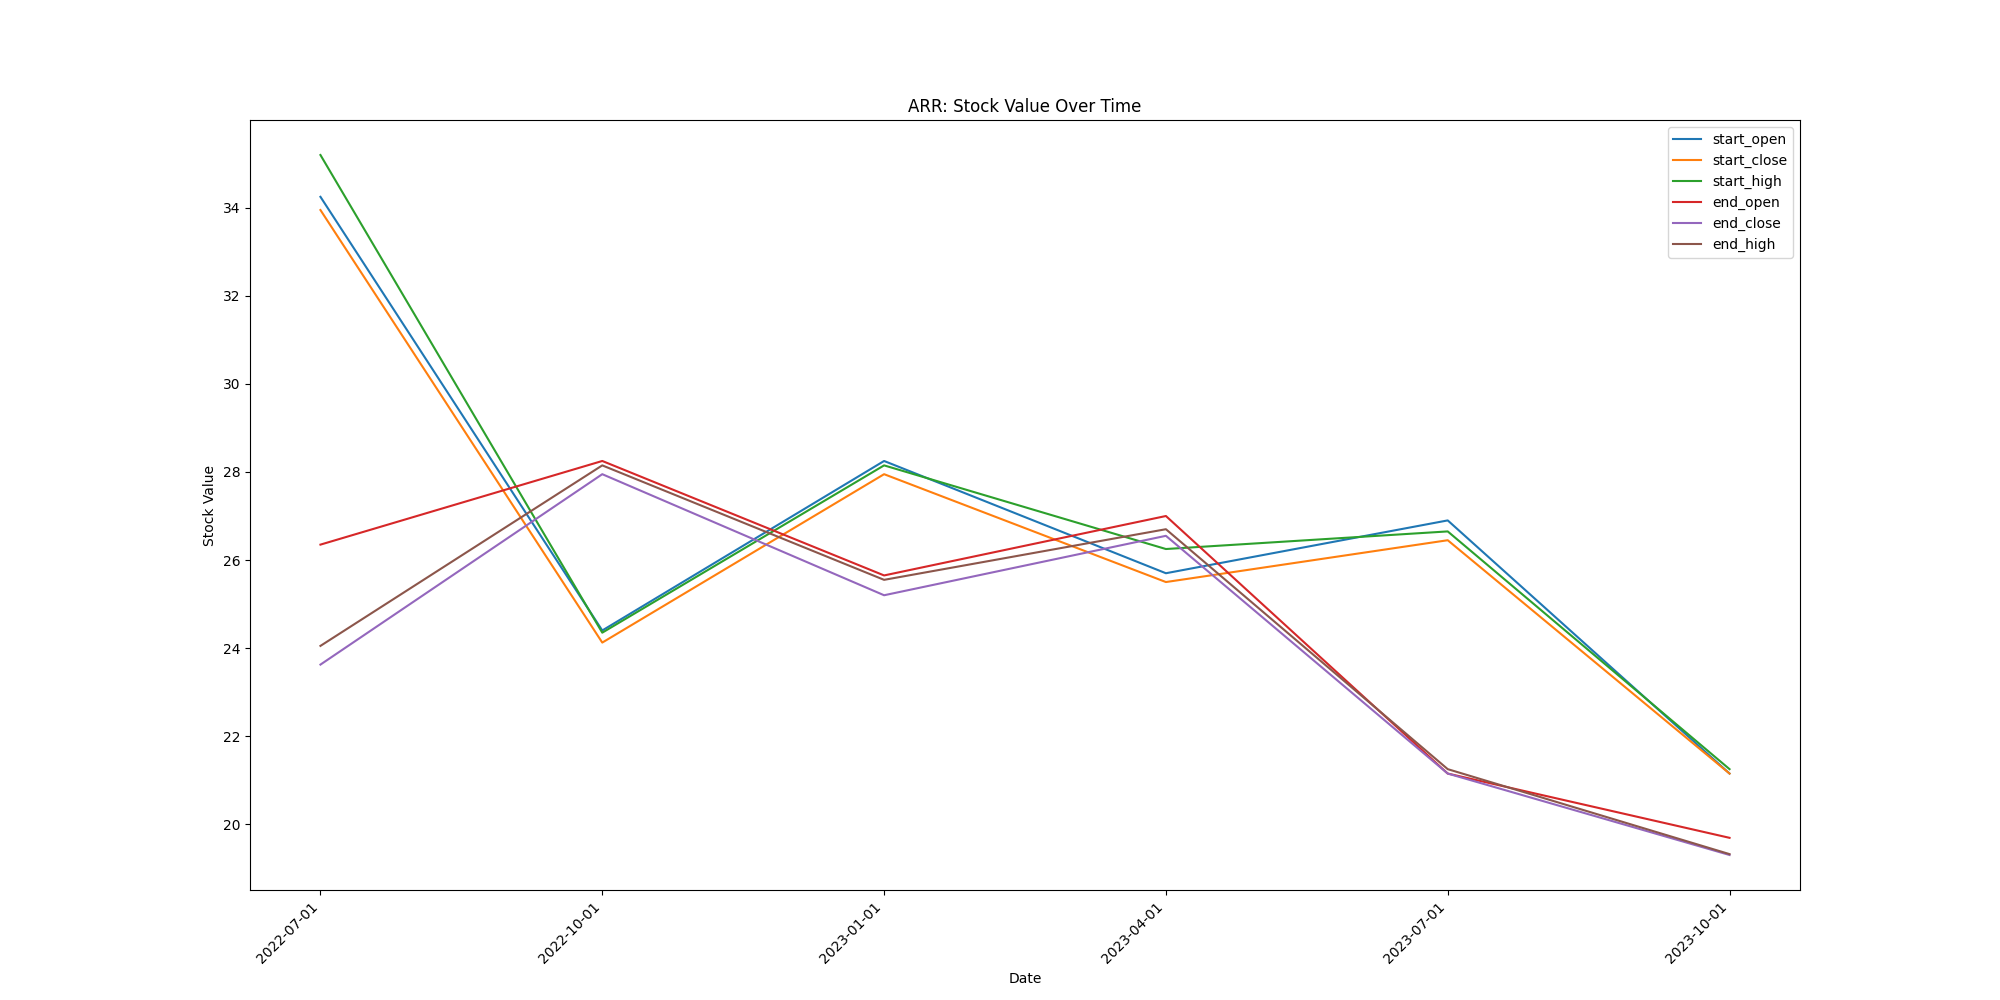 ARR: Stock Value Over Time
start_open
start_close
start_high
end_open
end_close
end_high
Stock Value
34
32
30
28
26
24
22
20
2022-07-01
2022-10-01
2023-01-01
2023-04-01
2023-07-01
2023-10-01
Date